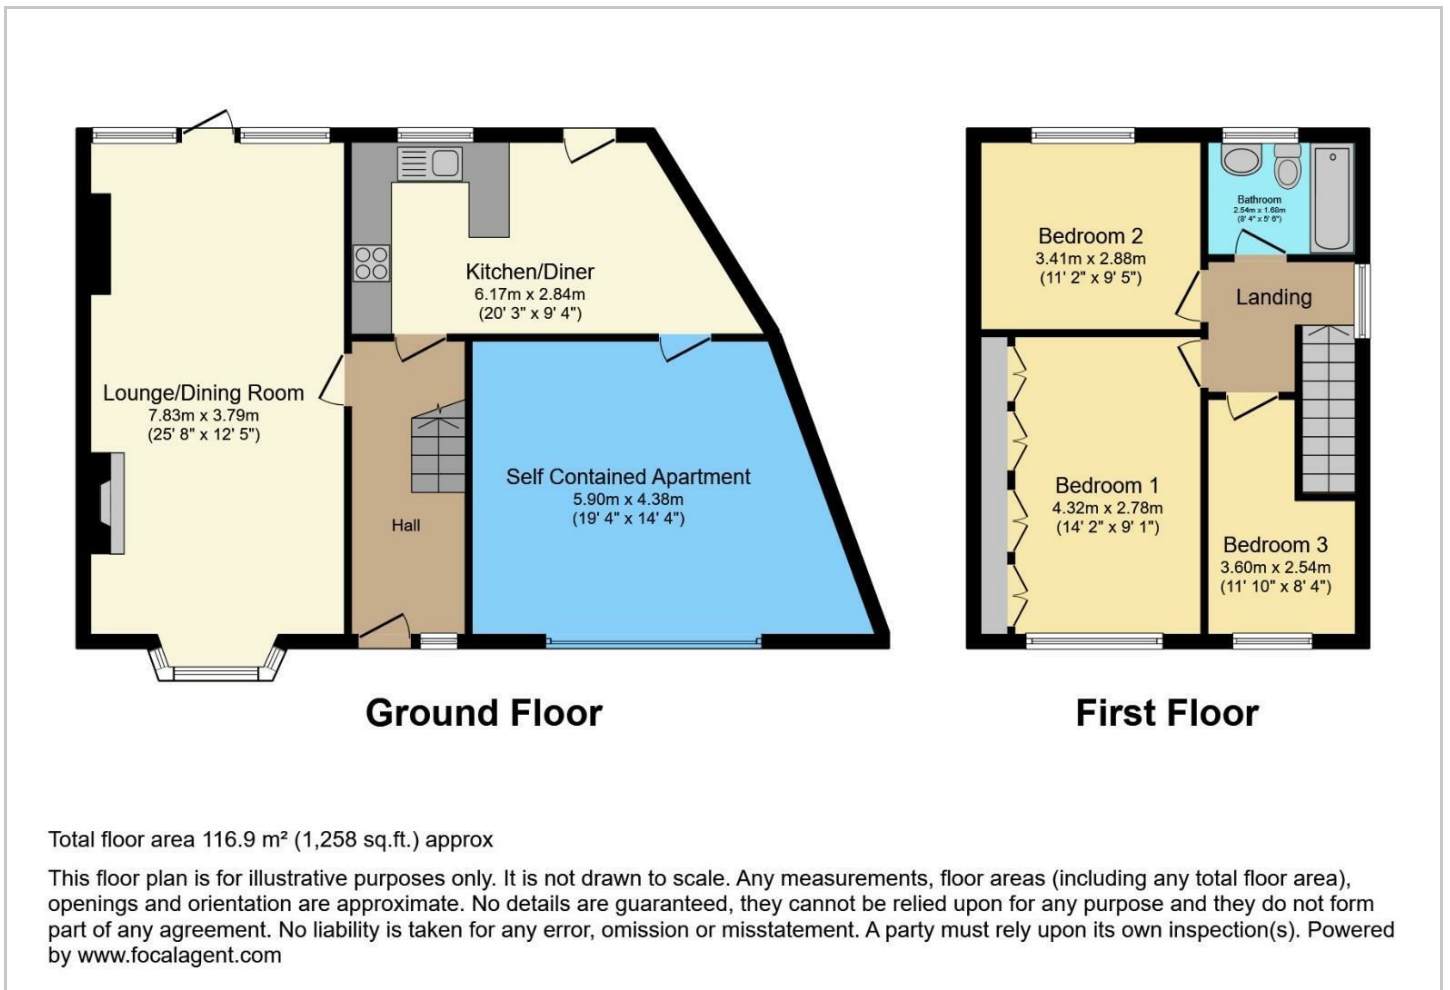 Lounge/Dining Room
7.83m x 3.79m
(25' 8" x 12' 5")
Kitchen/Diner
6.17m x 2.84m
(20' 3" x 9' 4")
Hall
Self Contained Apartment
5.90m x 4.38m
(19' 4" x 14' 4")
Ground Floor
Bedroom 2
3.41m x 2.88m
(11' 2" x 9' 5")
Bathroom
2.54m x 1.68m
(8' 4" x 5' 6")
Landing
Bedroom 1
4.32m x 2.78m
(14' 2" x 9' 1")
Bedroom 3
3.60m x 2.54m
(11' 10" x 8' 4")
First Floor
Total floor area 116.9 m² (1,258 sq.ft.) approx
This floor plan is for illustrative purposes only. It is not drawn to scale. Any measurements, floor areas (including any total floor area),
openings and orientation are approximate. No details are guaranteed, they cannot be relied upon for any purpose and they do not form
part of any agreement. No liability is taken for any error, omission or misstatement. A party must rely upon its own inspection(s). Powered
by www.focalagent.com